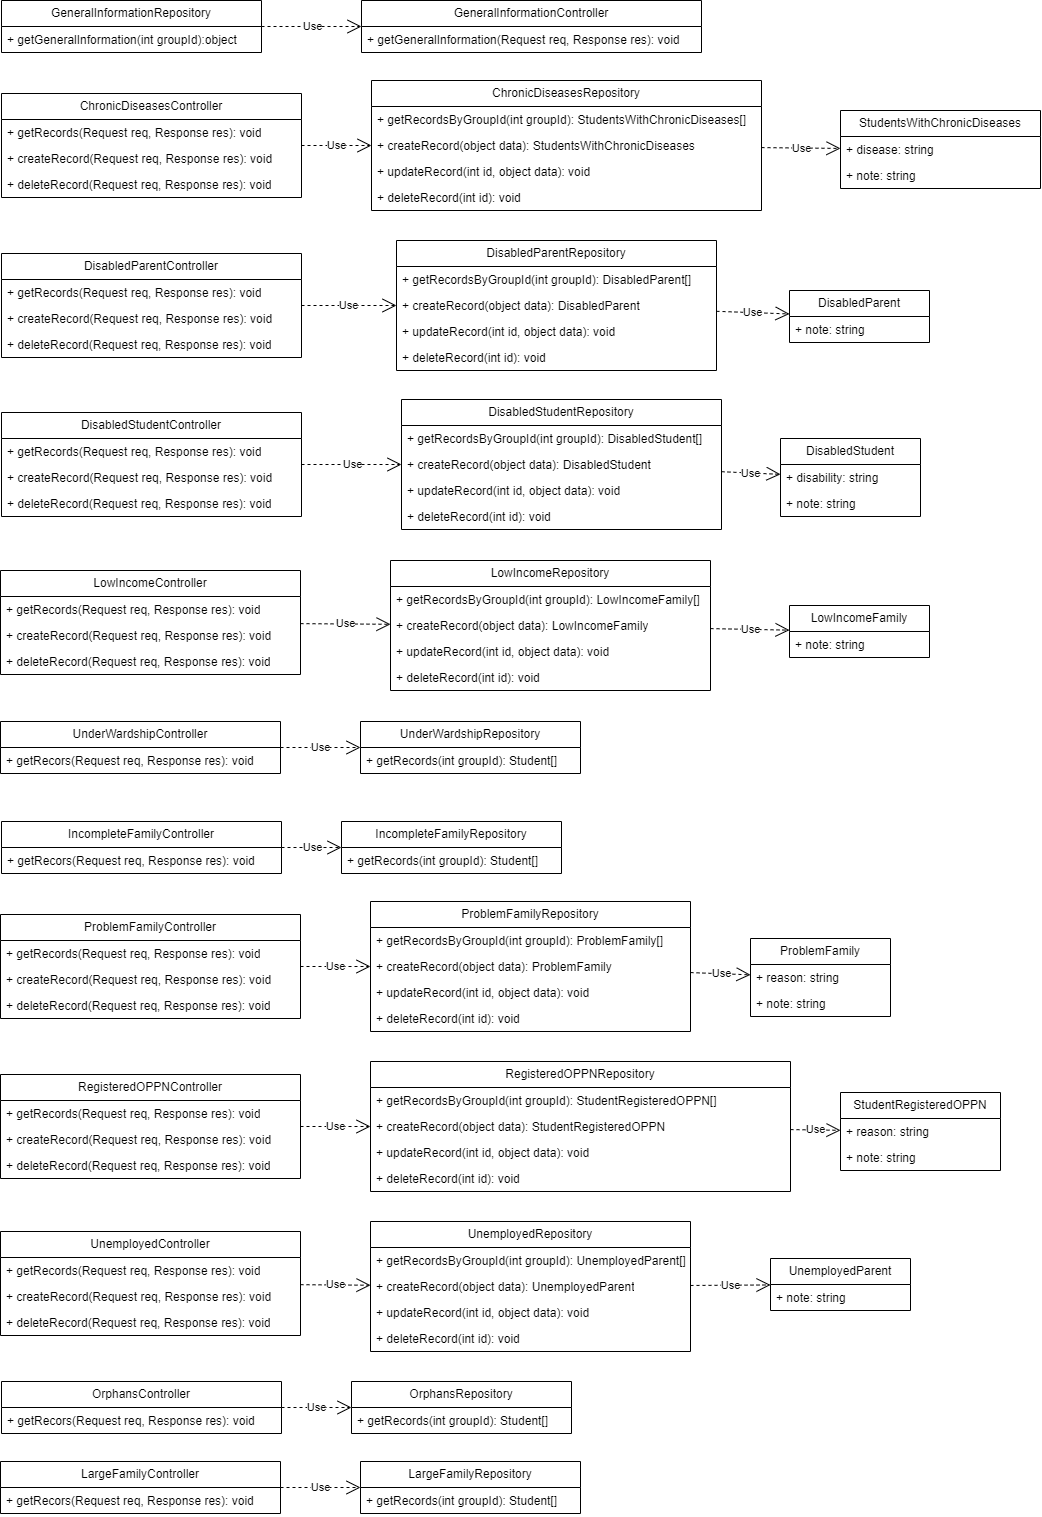 GeneralInformationRepository
+ getGeneralInformation(int groupId):object
Use
GeneralInformationController
+ getGeneralInformation(Request req, Response res): void
ChronicDiseasesController
+ getRecords(Request req, Response res): void
+ createRecord(Request req, Response res): void
+ deleteRecord(Request req, Response res): void
Use
ChronicDiseasesRepository
+ getRecordsByGroupId(int groupId): StudentsWithChronicDiseases[]
+ createRecord(object data): StudentsWithChronicDiseases
+ updateRecord(int id, object data): void
+ deleteRecord(int id): void
Use
StudentsWithChronicDiseases
+ disease: string
+ note: string
DisabledParentController
+ getRecords(Request req, Response res): void
+ createRecord(Request req, Response res): void
+ deleteRecord(Request req, Response res): void
Use
DisabledParentRepository
+ getRecordsByGroupId(int groupId): DisabledParent[]
+ createRecord(object data): DisabledParent
+ updateRecord(int id, object data): void
+ deleteRecord(int id): void
Use
DisabledParent
+ note: string
DisabledStudentController
+ getRecords(Request req, Response res): void
+ createRecord(Request req, Response res): void
+ deleteRecord(Request req, Response res): void
Use
DisabledStudentRepository
+ getRecordsByGroupId(int groupId): DisabledStudent[]
+ createRecord(object data): DisabledStudent
+ updateRecord(int id, object data): void
+ deleteRecord(int id): void
Use
DisabledStudent
+ disability: string
+ note: string
LowIncomeController
+ getRecords(Request req, Response res): void
+ createRecord(Request req, Response res): void
+ deleteRecord(Request req, Response res): void
Use
LowIncomeRepository
+ getRecordsByGroupId(int groupId): LowIncomeFamily[]
+ createRecord(object data): LowIncomeFamily
+ updateRecord(int id, object data): void
+ deleteRecord(int id): void
Use
LowIncomeFamily
+ note: string
UnderWardshipController
+ getRecors(Request req, Response res): void
Use
UnderWardshipRepository
+ getRecords(int groupId): Student[]
IncompleteFamilyController
+ getRecors(Request req, Response res): void
Use
IncompleteFamilyRepository
+ getRecords(int groupId): Student[]
ProblemFamilyController
+ getRecords(Request req, Response res): void
+ createRecord(Request req, Response res): void
+ deleteRecord(Request req, Response res): void
Use
ProblemFamilyRepository
+ getRecordsByGroupId(int groupId): ProblemFamily[]
+ createRecord(object data): ProblemFamily
+ updateRecord(int id, object data): void
+ deleteRecord(int id): void
Use
ProblemFamily
+ reason: string
+ note: string
RegisteredOPPNController
+ getRecords(Request req, Response res): void
+ createRecord(Request req, Response res): void
+ deleteRecord(Request req, Response res): void
Use
RegisteredOPPNRepository
+ getRecordsByGroupId(int groupId): StudentRegisteredOPPN[]
+ createRecord(object data): StudentRegisteredOPPN
+ updateRecord(int id, object data): void
+ deleteRecord(int id): void
Use
StudentRegisteredOPPN
+ reason: string
+ note: string
UnemployedController
+ getRecords(Request req, Response res): void
+ createRecord(Request req, Response res): void
+ deleteRecord(Request req, Response res): void
Use
UnemployedRepository
+ getRecordsByGroupId(int groupId): UnemployedParent[]
+ createRecord(object data): UnemployedParent
+ updateRecord(int id, object data): void
+ deleteRecord(int id): void
Use
UnemployedParent
+ note: string
OrphansController
+ getRecors(Request req, Response res): void
Use
OrphansRepository
+ getRecords(int groupId): Student[]
LargeFamilyController
+ getRecors(Request req, Response res): void
Use
LargeFamilyRepository
+ getRecords(int groupId): Student[]